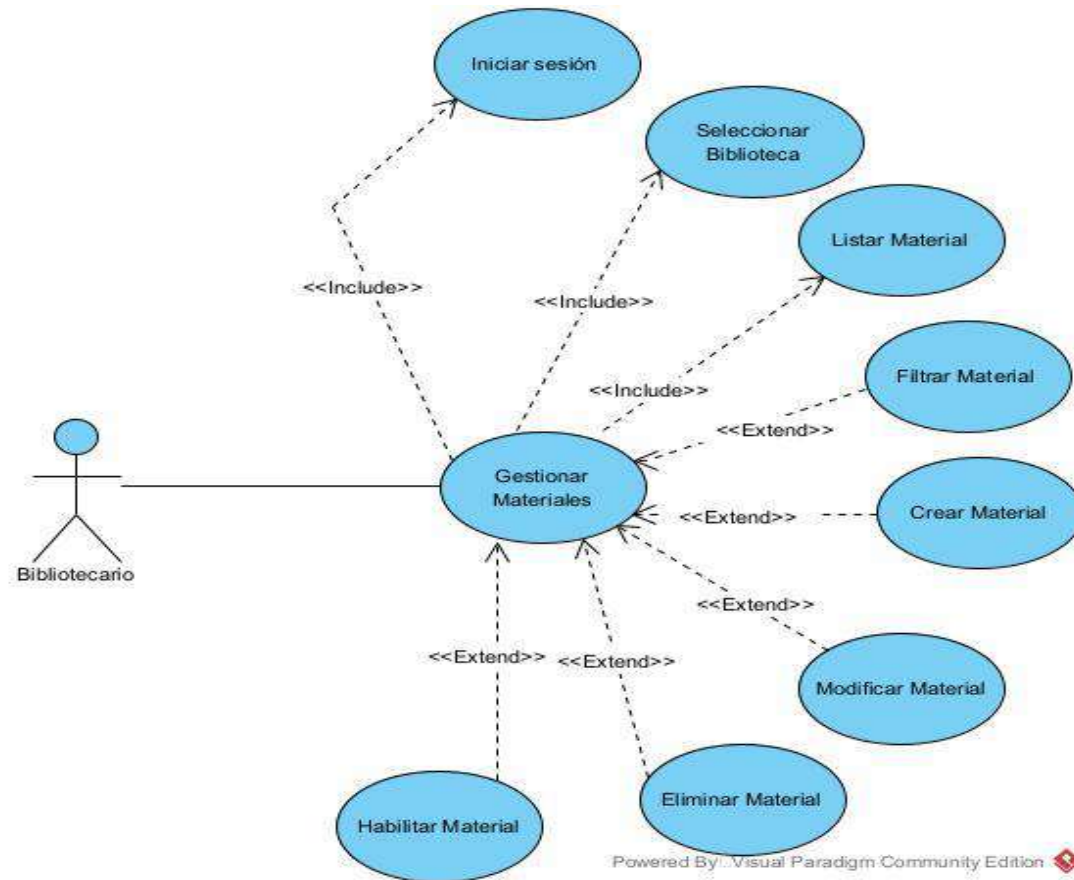 Iniciar sesión
Seleccionar
Biblioteca
Listar Material
<<Include>>
<<Include>>
<<Include>>
Filtrar Material
<<Extend>>
Gestionar
Materiales
Crear Material
<<Extend>>
Bibliotecario
<<Extend>>
<<Extend>>
<<Extend>>
Modificar Material
Eliminar Material
Habilitar Material
Powered By Visual Paradigm Community Edition